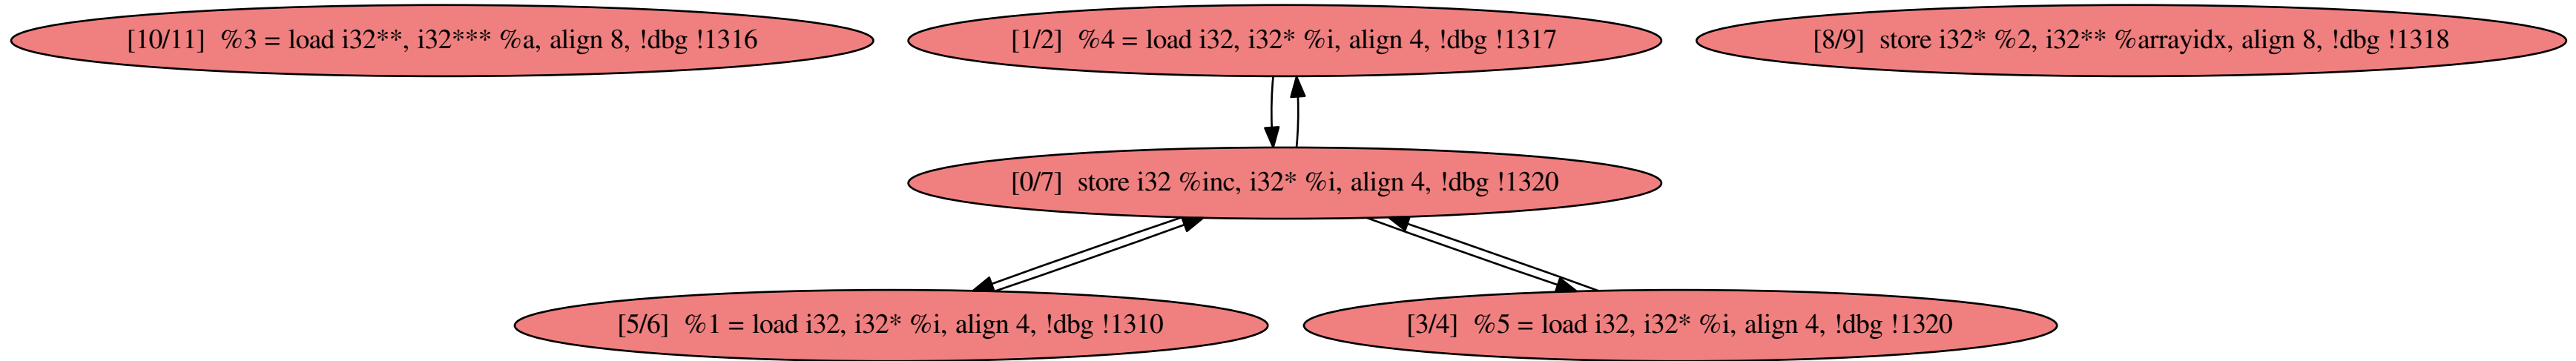 [10/11]  %3 = load i32**, i32*** %a, align 8, !dbg !1316
[1/2]  %4 = load i32, i32* %i, align 4, !dbg !1317
[8/9]  store i32* %2, i32** %arrayidx, align 8, !dbg !1318
[0/7]  store i32 %inc, i32* %i, align 4, !dbg !1320
[5/6]  %1 = load i32, i32* %i, align 4, !dbg !1310
[3/4]  %5 = load i32, i32* %i, align 4, !dbg !1320